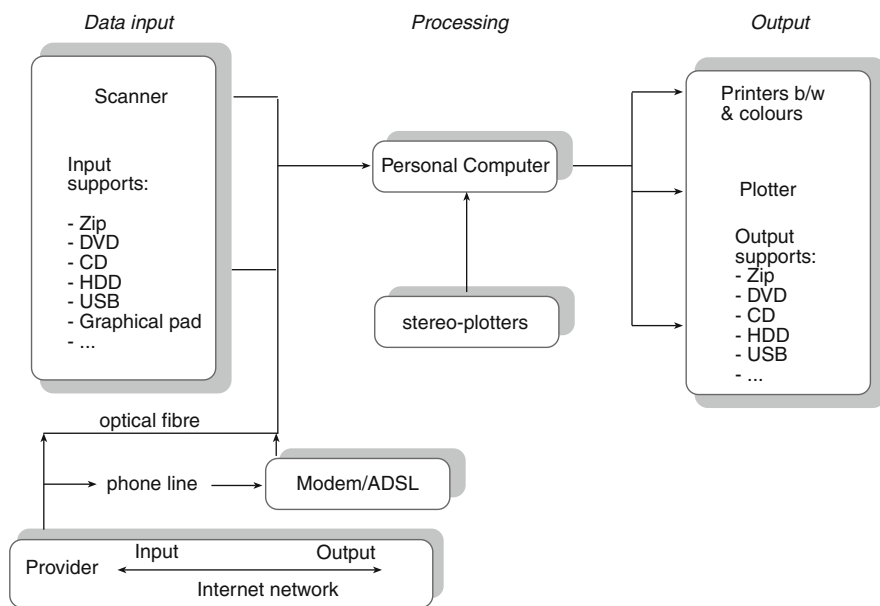 Data input
Processing
Output
Scanner
Input
supports:
- Zip
- DVD
- CD
- HDD
- USB
- Graphical pad
- ...
Personal Computer
stereo-plotters
Printers b/w
& colours
Plotter
Output
supports:
- Zip
- DVD
- CD
- HDD
- USB
- ...
optical fibre
phone line
Modem/ADSL
Provider
Input
Output
Internet network